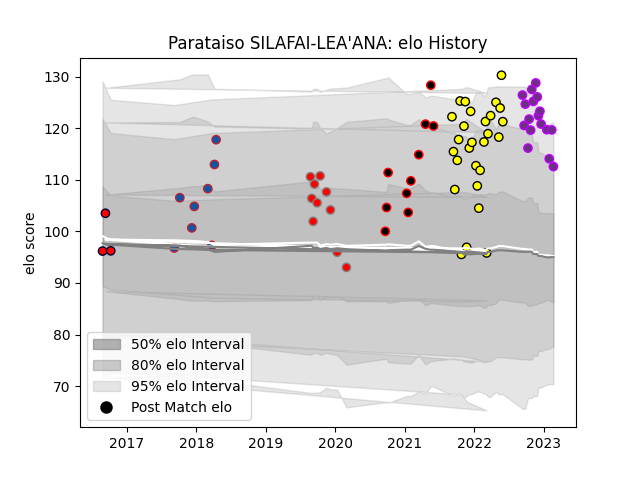 Parataiso SILAFAI-LEA'ANA: elo History
elo score
130
120
110
100
90
80
70
50% elo Interval
80% elo Interval
95% elo Interval
Post Match elo
2017 2018 2019 2020 2021 2022 2023